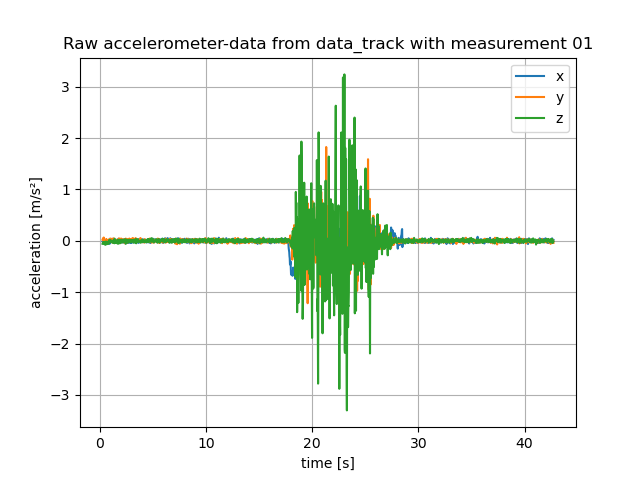 Raw accelerometer-data from data_track with measurement 01
x
y
z
3
2
1
0
−1
−2
−3
acceleration [m/s²]
0
10
20
30
40
time [s]